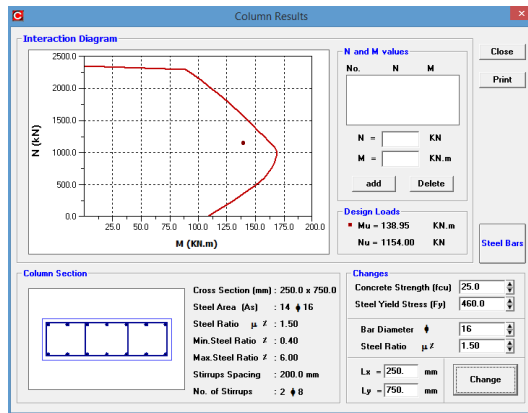 C
Column Results
Interaction Diagram
N (kN)
2500.0
2000.0
1500.0
1000.0
500.0
0.0
25.0 50.0 75.0 100.0 125.0 150.0 175.0 200.0
M (KN.m)
N and M values
No. N M
N = KN
M = KN.m
add Delete
Design Loads
Mu = 138.95 KN.m
Nu = 1154.00 KN
Close
Print
Steel Bars
Column Section
Cross Section (mm) : 250.0 x 750.0
Steel Area (As) : 14 ϕ 16
Steel Ratio μ % : 1.50
Min.Steel Ratio % : 0.40
Max.Steel Ratio % : 6.00
Stirrups Spacing : 200.0 mm
No. of Stirrups : 2 ϕ 8
Changes
Concrete Strength (fcu) 25.0
Steel Yield Stress (Fy) 460.0
Bar Diameter ϕ 16
Steel Ratio μ % 1.50
Lx = 250. mm
Ly = 750. mm
Change